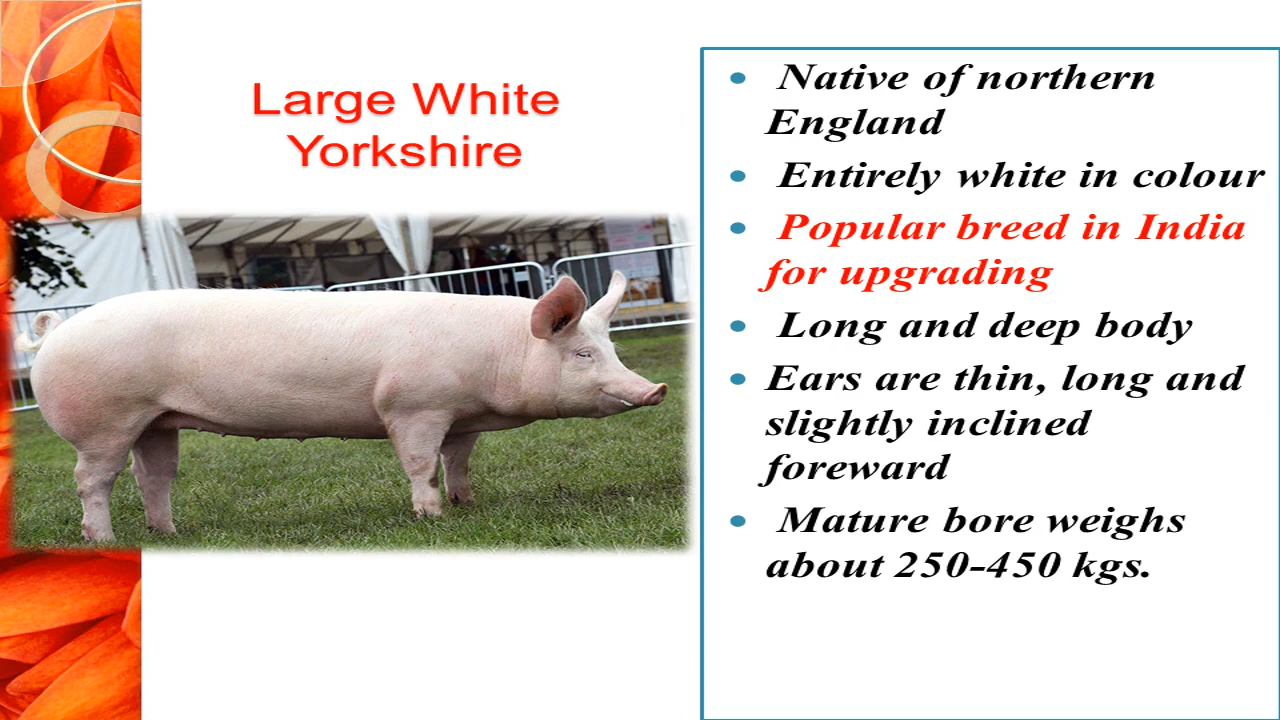 Large White
Yorkshire
• Native of northern
England
• Entirely white in colour
• Popular breed in India
for upgrading
• Long and deep body
• Ears are thin, long and
slightly inclined
foreward
• Mature bore weighs
about 250-450 kgs.